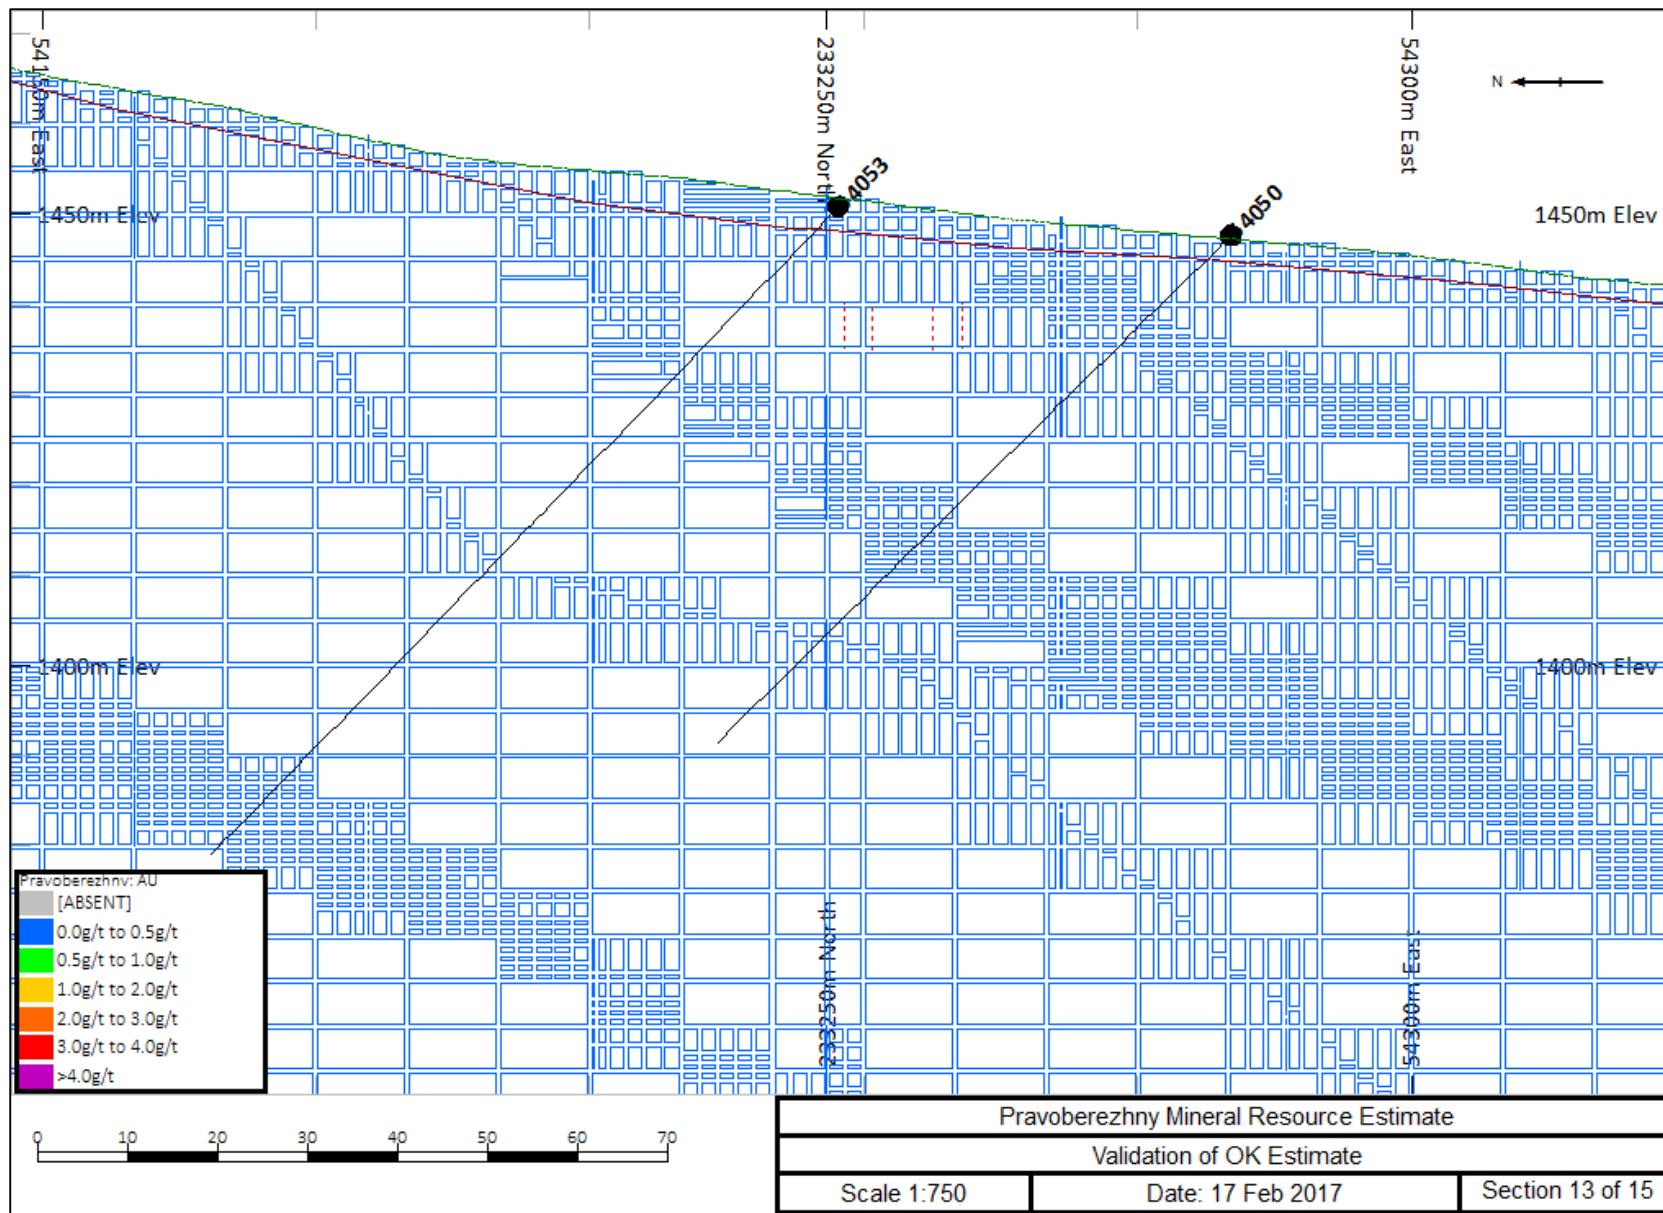 54150m East
233250m North
54300m East
N
4053
4050
1450m Elev
1450m Elev
1400m Elev
1400m Elev
233250m North
54300m East
Pravoberezhny: AU
[ABSENT]
0.0g/t to 0.5g/t
0.5g/t to 1.0g/t
1.0g/t to 2.0g/t
2.0g/t to 3.0g/t
3.0g/t to 4.0g/t
>4.0g/t
0 10 20 30 40 50 60 70
Pravoberezhny Mineral Resource Estimate
Validation of OK Estimate
Scale 1:750 Date: 17 Feb 2017 Section 13 of 15